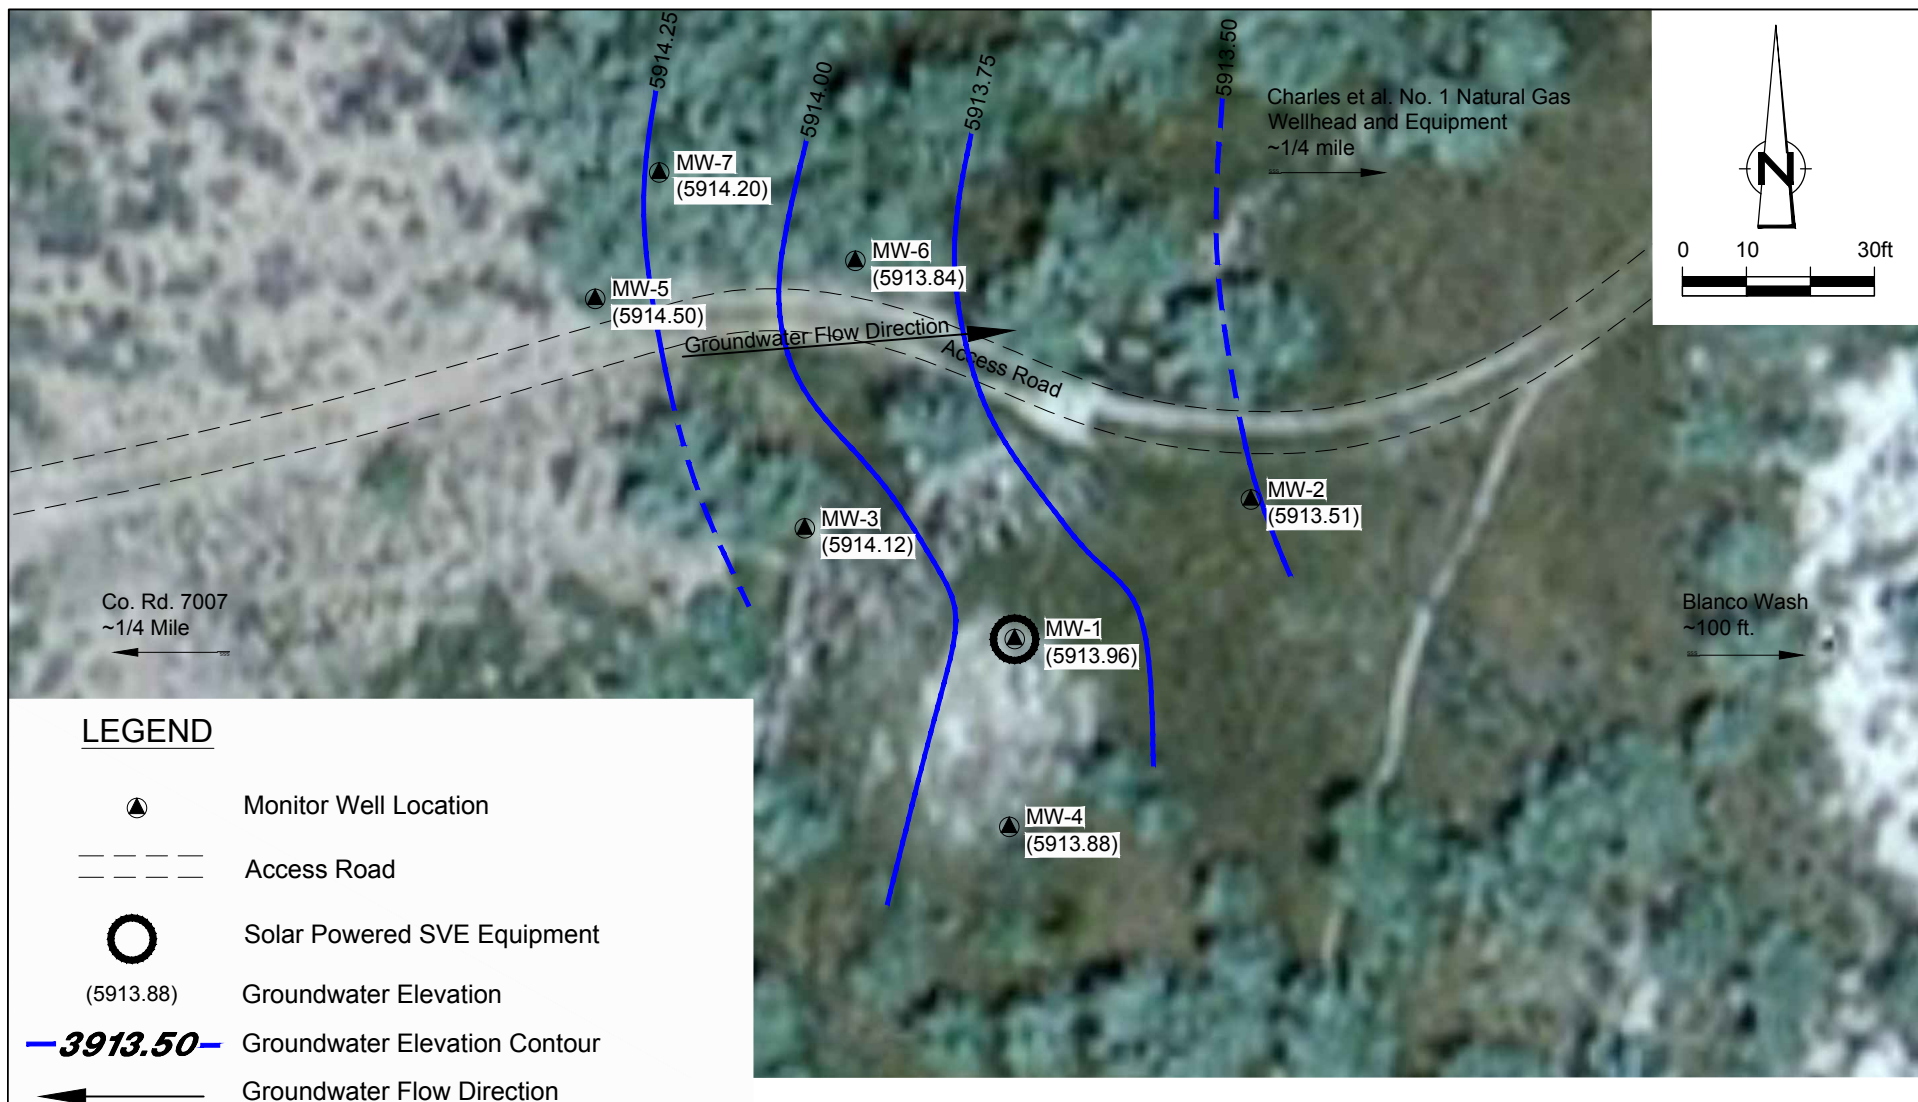 5914.25
5914.00
5913.75
5913.50
Charles et al. No. 1 Natural Gas
Wellhead and Equipment
~1/4 mile
N
0 10 30ft
MW-7
(5914.20)
MW-6
(5913.84)
MW-5
(5914.50)
Groundwater Flow Direction
Access Road
MW-2
(5913.51)
MW-3
(5914.12)
Co. Rd. 7007
~1/4 Mile
MW-1
(5913.96)
Blanco Wash
~100 ft.
MW-4
(5913.88)
LEGEND
Monitor Well Location
Access Road
Solar Powered SVE Equipment
(5913.88) Groundwater Elevation
3913.50 Groundwater Elevation Contour
Groundwater Flow Direction